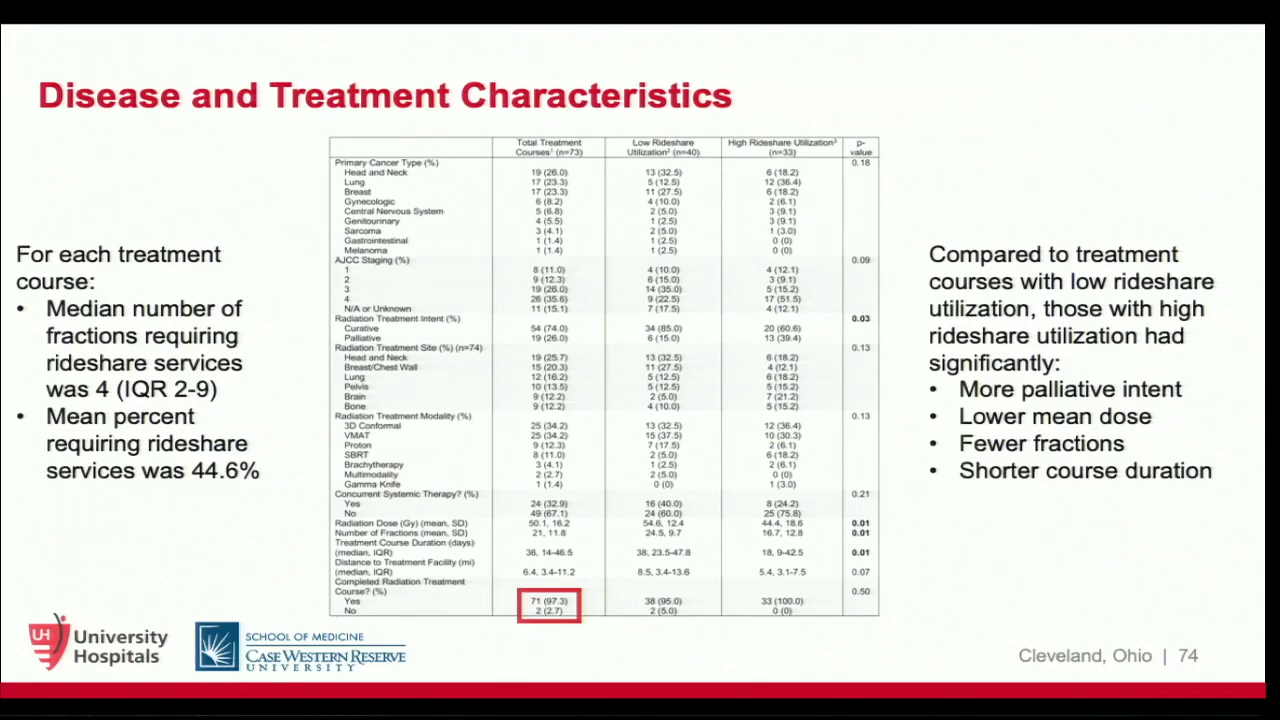 Disease and Treatment Characteristics
For each treatment
course:
• Median number of
fractions requiring
rideshare services
was 4 (IQR 2-9)
• Mean percent
requiring rideshare
services was 44.6%
Total Treatment Courses¹ (n=73) Low Rideshare Utilization² (n=40) High Rideshare Utilization³ (n=33) p-value
Primary Cancer Type (%) 0.18
Head and Neck 19 (26.0) 13 (32.5) 6 (18.2)
Lung 17 (23.3) 5 (12.5) 12 (36.4)
Breast 17 (23.3) 11 (27.5) 6 (18.2)
Gynecologic 6 (8.2) 4 (10.0) 2 (6.1)
Central Nervous System 5 (6.8) 2 (5.0) 3 (9.1)
Genitourinary 4 (5.5) 1 (2.5) 3 (9.1)
Sarcoma 3 (4.1) 2 (5.0) 1 (3.0)
Gastrointestinal 1 (1.4) 1 (2.5) 0 (0)
Melanoma 1 (1.4) 1 (2.5) 0 (0)
AJCC Staging (%) 0.09
1 8 (11.0) 4 (10.0) 4 (12.1)
2 9 (12.3) 6 (15.0) 3 (9.1)
3 19 (26.0) 14 (35.0) 5 (15.2)
4 26 (35.6) 9 (22.5) 17 (51.5)
N/A or Unknown 11 (15.1) 7 (17.5) 4 (12.1)
Radiation Treatment Intent (%) 0.03
Curative 54 (74.0) 34 (85.0) 20 (60.6)
Palliative 19 (26.0) 6 (15.0) 13 (39.4)
Radiation Treatment Site (%) (n=74) 0.13
Head and Neck 19 (25.7) 13 (32.5) 6 (18.2)
Breast/Chest Wall 15 (20.3) 11 (27.5) 4 (12.1)
Lung 12 (16.2) 5 (12.5) 6 (18.2)
Pelvis 10 (13.5) 5 (12.5) 5 (15.2)
Brain 9 (12.2) 2 (5.0) 7 (21.2)
Bone 9 (12.2) 4 (10.0) 5 (15.2)
Radiation Treatment Modality (%) 0.13
3D Conformal 25 (34.2) 13 (32.5) 12 (36.4)
VMAT 25 (34.2) 15 (37.5) 10 (30.3)
Proton 9 (12.3) 7 (17.5) 2 (6.1)
SBRT 8 (11.0) 2 (5.0) 6 (18.2)
Brachytherapy 3 (4.1) 1 (2.5) 2 (6.1)
Multimodality 2 (2.7) 2 (5.0) 0 (0)
Gamma Knife 1 (1.4) 0 (0) 1 (3.0)
Concurrent Systemic Therapy? (%) 0.21
Yes 24 (32.9) 16 (40.0) 8 (24.2)
No 49 (67.1) 24 (60.0) 25 (75.8)
Radiation Dose (Gy) (mean, SD) 50.1, 16.2 54.6, 12.4 44.4, 18.6 0.01
Number of Fractions (mean, SD) 21, 11.8 24.5, 9.7 16.7, 12.8 0.01
Treatment Course Duration (days)
(median, IQR) 36, 14-46.5 38, 23.5-47.8 18, 9-42.5 0.01
Distance to Treatment Facility (mi)
(median, IQR) 6.4, 3.4-11.2 8.5, 3.4-13.6 5.4, 3.1-7.5 0.07
Completed Radiation Treatment
Course? (%) 0.50
Yes 71 (97.3) 38 (95.0) 33 (100.0)
No 2 (2.7) 2 (5.0) 0 (0)
Compared to treatment
courses with low rideshare
utilization, those with high
rideshare utilization had
significantly:
• More palliative intent
• Lower mean dose
• Fewer fractions
• Shorter course duration
UH University
Hospitals
SCHOOL OF MEDICINE
CASE WESTERN RESERVE
UNIVERSITY
Cleveland, Ohio | 74